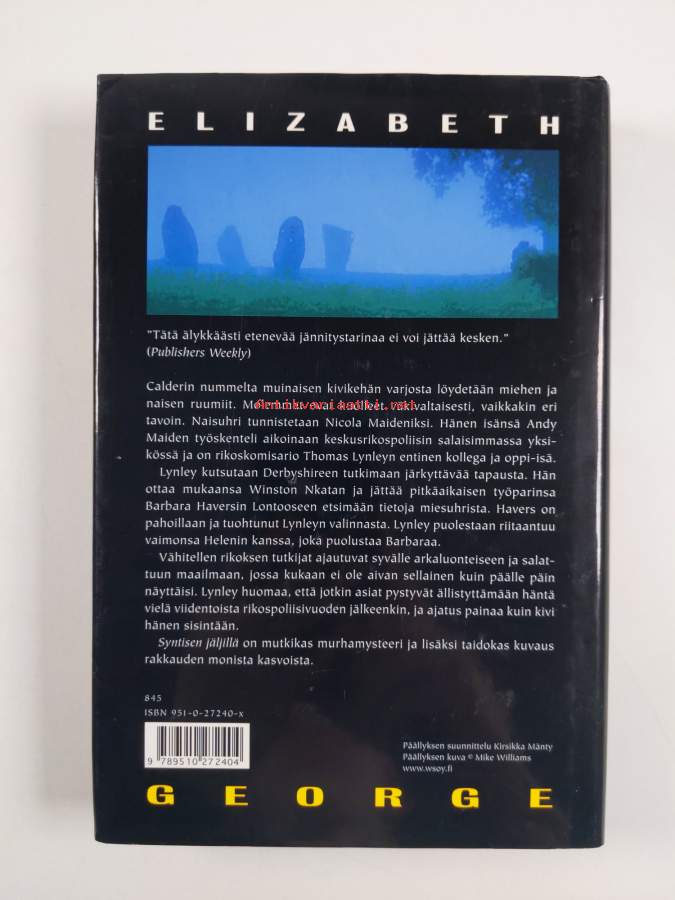 ELIZABETH
"Tätä älykkäästi etenevää jännitystarinaa ei voi jättää kesken."
(Publishers Weekly)
Calderin nummelta muinaisen kivikehän varjosta löydetään miehen ja
naisen ruumiit. Molemmat ovat kuolleet väkivaltaisesti, vaikkakin eri
tavoin. Naisuhri tunnistetaan Nicola Maideniksi. Hänen isänsä Andy
Maiden työskenteli aikoinaan keskusrikospoliisin salaisimmassa yksi-
kössä ja on rikoskomisario Thomas Lynleyn entinen kollega ja oppi-isä.
Lynley kutsutaan Derbyshireen tutkimaan järkyttävää tapausta. Hän
ottaa mukaansa Winston Nkatan ja jättää pitkäaikaisen työparinsa
Barbara Haversin Lontooseen etsimään tietoja miesuhrista. Havers on
pahoillaan ja tuohtunut Lynleyn valinnasta. Lynley puolestaan riitaantuu
vaimonsa Helenin kanssa, joka puolustaa Barbaraa.
Vähitellen rikoksen tutkijat ajautuvat syvälle arkaluonteiseen ja salat-
tuun maailmaan, jossa kukaan ei ole aivan sellainen kuin päälle päin
näyttäisi. Lynley huomaa, että jotkin asiat pystyvät ällistyttämään häntä
vielä viidentoista rikospoliisivuoden jälkeenkin, ja ajatus painaa kuin kivi
hänen sisintään.
Syntisen jäljillä on mutkikas murhamysteeri ja lisäksi taidokas kuvaus
rakkauden monista kasvoista.
845
ISBN 951-0-27240-x
9 789510 272404
Päällyksen suunnittelu Kirsikka Mänty
Päällyksen kuva © Mike Williams
www.wsoy.fi
GEORGE